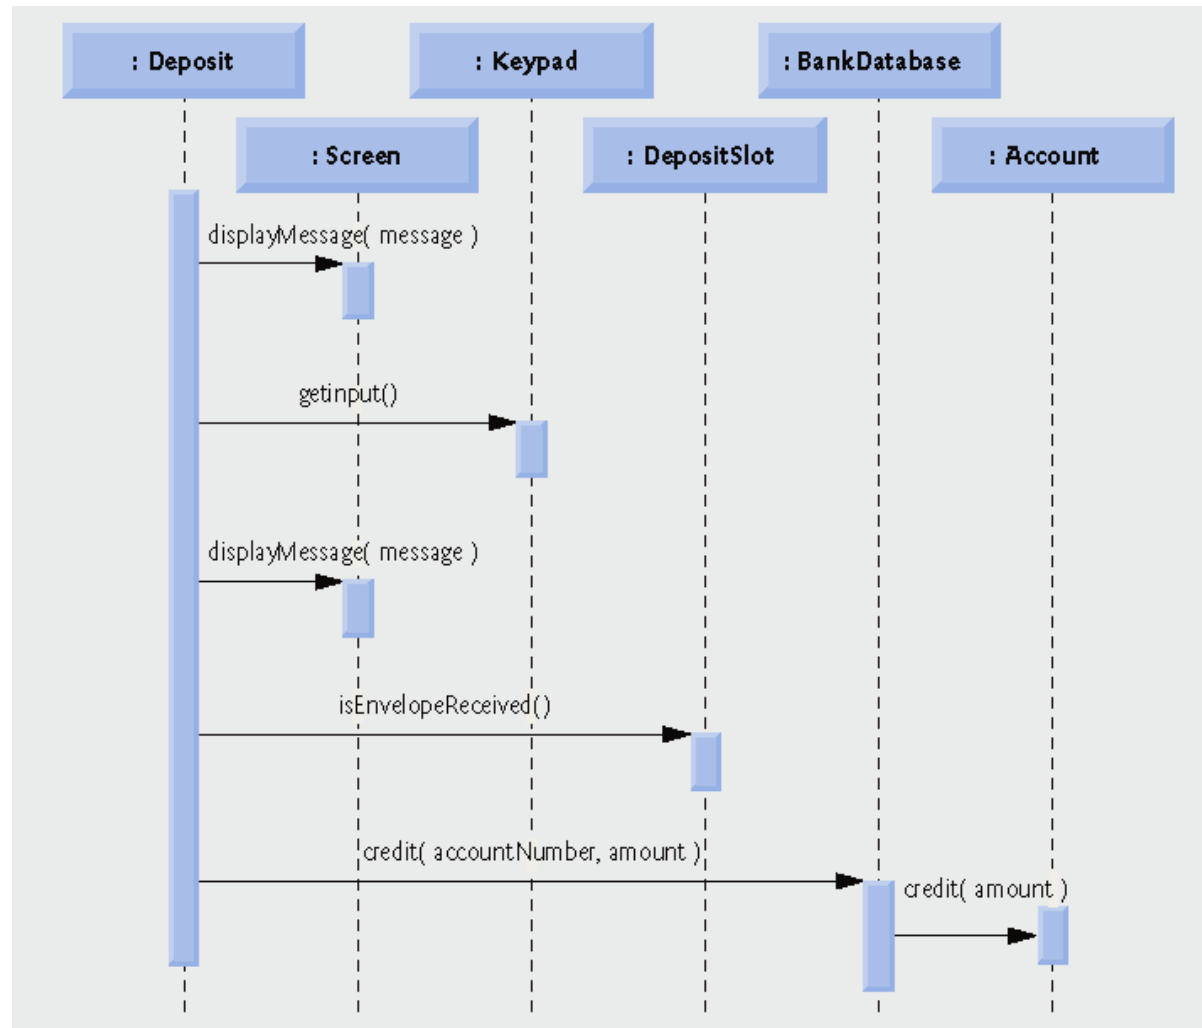 : Deposit
: Keypad
: BankDatabase
: Screen
: DepositSlot
: Account
displayMessage( message )
getinput()
displayMessage( message )
isEnvelopeReceived()
credit( accountNumber, amount )
credit( amount )